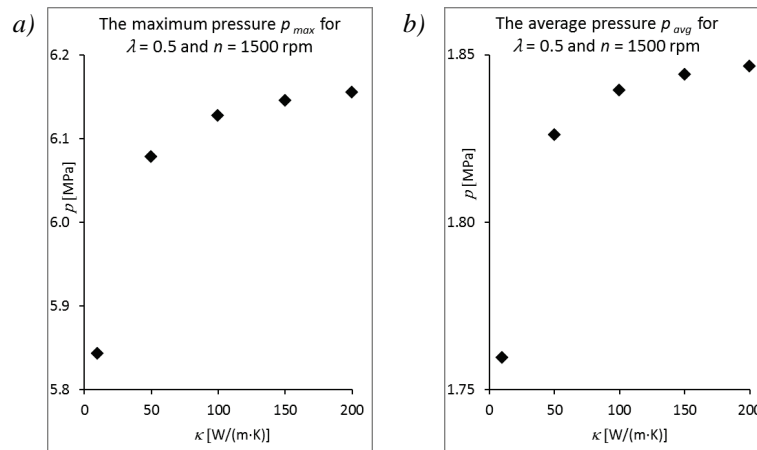 a)
The maximum pressure p max for
λ = 0.5 and n = 1500 rpm
6.2
6.1
6.0
5.9
5.8
p [MPa]
0 50 100 150 200
κ [W/(m·K)]
b)
The average pressure p avg for
λ = 0.5 and n = 1500 rpm
1.85
1.80
1.75
p [MPa]
0 50 100 150 200
κ [W/(m·K)]